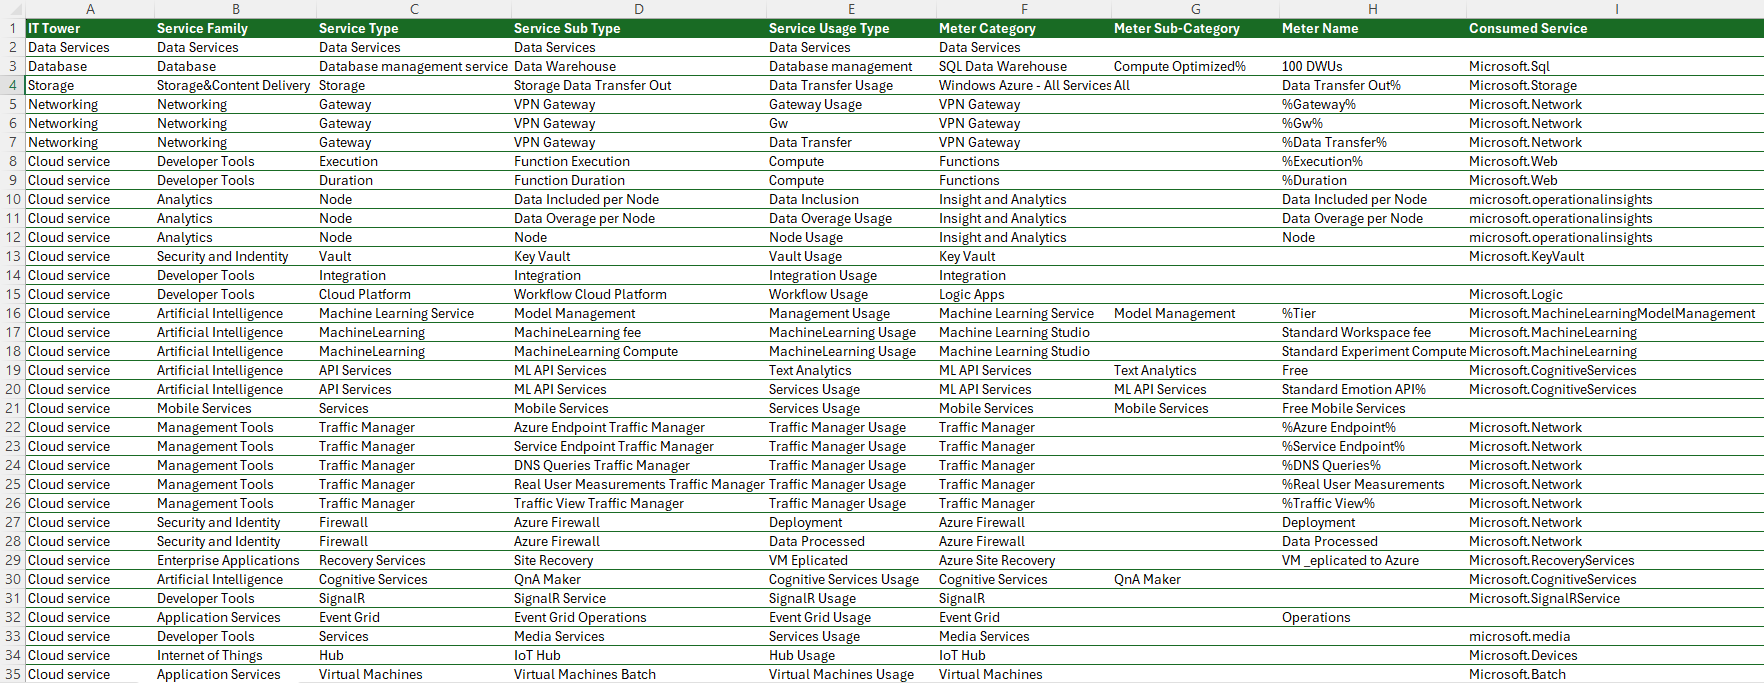 A B C D E F G H I
1 IT Tower Service Family Service Type Service Sub Type Service Usage Type Meter Category Meter Sub-Category Meter Name Consumed Service
2 Data Services Data Services Data Services Data Services Data Services Data Services
3 Database Database Database management service Data Warehouse Database management SQL Data Warehouse Compute Optimized% 100 DWUs Microsoft.Sql
4 Storage Storage&Content Delivery Storage Storage Data Transfer Out Data Transfer Usage Windows Azure - All Services All Data Transfer Out% Microsoft.Storage
5 Networking Networking Gateway VPN Gateway Gateway Usage VPN Gateway %Gateway% Microsoft.Network
6 Networking Networking Gateway VPN Gateway Gw VPN Gateway %Gw% Microsoft.Network
7 Networking Networking Gateway VPN Gateway Data Transfer VPN Gateway %Data Transfer% Microsoft.Network
8 Cloud service Developer Tools Execution Function Execution Compute Functions %Execution% Microsoft.Web
9 Cloud service Developer Tools Duration Function Duration Compute Functions %Duration Microsoft.Web
10 Cloud service Analytics Node Data Included per Node Data Inclusion Insight and Analytics Data Included per Node microsoft.operationalinsights
11 Cloud service Analytics Node Data Overage per Node Data Overage Usage Insight and Analytics Data Overage per Node microsoft.operationalinsights
12 Cloud service Analytics Node Node Node Usage Insight and Analytics Node microsoft.operationalinsights
13 Cloud service Security and Indentity Vault Key Vault Vault Usage Key Vault Microsoft.KeyVault
14 Cloud service Developer Tools Integration Integration Integration Usage Integration
15 Cloud service Developer Tools Cloud Platform Workflow Cloud Platform Workflow Usage Logic Apps Microsoft.Logic
16 Cloud service Artificial Intelligence Machine Learning Service Model Management Management Usage Machine Learning Service Model Management %Tier Microsoft.MachineLearningModelManagement
17 Cloud service Artificial Intelligence MachineLearning MachineLearning fee MachineLearning Usage Machine Learning Studio Standard Workspace fee Microsoft.MachineLearning
18 Cloud service Artificial Intelligence MachineLearning MachineLearning Compute MachineLearning Usage Machine Learning Studio Standard Experiment Compute Microsoft.MachineLearning
19 Cloud service Artificial Intelligence API Services ML API Services Text Analytics ML API Services Text Analytics Free Microsoft.CognitiveServices
20 Cloud service Artificial Intelligence API Services ML API Services Services Usage ML API Services ML API Services Standard Emotion API% Microsoft.CognitiveServices
21 Cloud service Mobile Services Services Mobile Services Services Usage Mobile Services Mobile Services Free Mobile Services
22 Cloud service Management Tools Traffic Manager Azure Endpoint Traffic Manager Traffic Manager Usage Traffic Manager %Azure Endpoint% Microsoft.Network
23 Cloud service Management Tools Traffic Manager Service Endpoint Traffic Manager Traffic Manager Usage Traffic Manager %Service Endpoint% Microsoft.Network
24 Cloud service Management Tools Traffic Manager DNS Queries Traffic Manager Traffic Manager Usage Traffic Manager %DNS Queries% Microsoft.Network
25 Cloud service Management Tools Traffic Manager Real User Measurements Traffic Manager Traffic Manager Usage Traffic Manager %Real User Measurements Microsoft.Network
26 Cloud service Management Tools Traffic Manager Traffic View Traffic Manager Traffic Manager Usage Traffic Manager %Traffic View% Microsoft.Network
27 Cloud service Security and Identity Firewall Azure Firewall Deployment Azure Firewall Deployment Microsoft.Network
28 Cloud service Security and Identity Firewall Azure Firewall Data Processed Azure Firewall Data Processed Microsoft.Network
29 Cloud service Enterprise Applications Recovery Services Site Recovery VM Eplicated Azure Site Recovery VM _eplicated to Azure Microsoft.RecoveryServices
30 Cloud service Artificial Intelligence Cognitive Services QnA Maker Cognitive Services Usage Cognitive Services QnA Maker Microsoft.CognitiveServices
31 Cloud service Developer Tools SignalR SignalR Service SignalR Usage SignalR Microsoft.SignalRService
32 Cloud service Application Services Event Grid Event Grid Operations Event Grid Usage Event Grid Operations
33 Cloud service Developer Tools Services Media Services Services Usage Media Services microsoft.media
34 Cloud service Internet of Things Hub IoT Hub Hub Usage IoT Hub Microsoft.Devices
35 Cloud service Application Services Virtual Machines Virtual Machines Batch Virtual Machines Usage Virtual Machines Microsoft.Batch